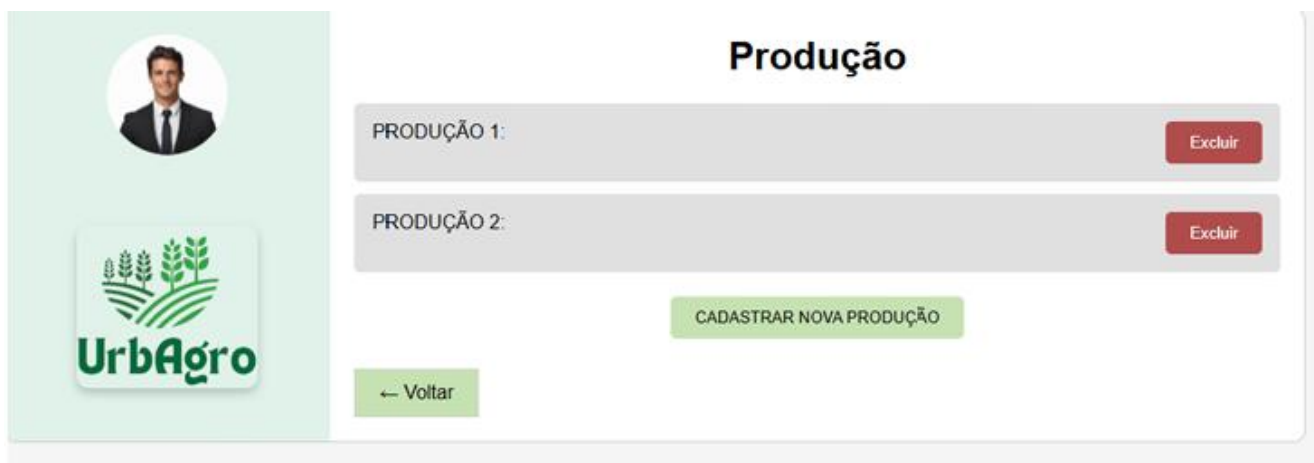 Produção
PRODUÇÃO 1:
Excluir
PRODUÇÃO 2:
Excluir
CADASTRAR NOVA PRODUÇÃO
UrbAgro
← Voltar